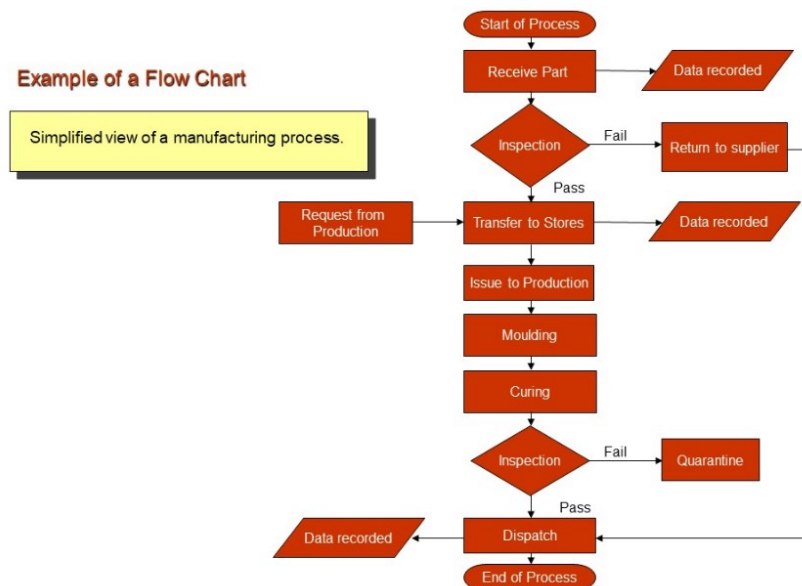 Start of Process
Example of a Flow Chart
Receive Part
Data recorded
Simplified view of a manufacturing process.
Inspection
Fail
Return to supplier
Pass
Request from
Production
Transfer to Stores
Data recorded
Issue to Production
Moulding
Curing
Inspection
Fail
Quarantine
Pass
Data recorded
Dispatch
End of Process